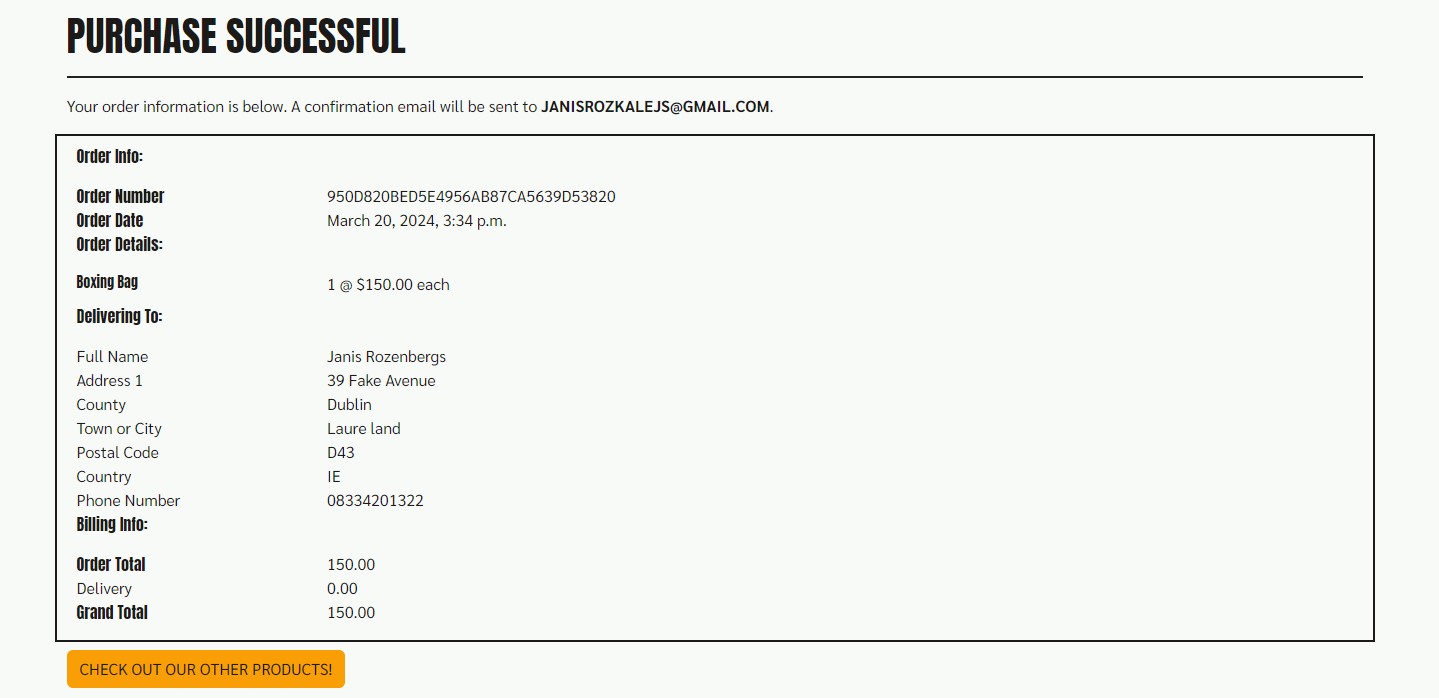 PURCHASE SUCCESSFUL
Your order information is below. A confirmation email will be sent to JANISROZKALEJS@GMAIL.COM.
Order Info:
Order Number 950D820BED5E4956AB87CA5639D53820
Order Date March 20, 2024, 3:34 p.m.
Order Details:
Boxing Bag 1 @ $150.00 each
Delivering To:
Full Name Janis Rozenbergs
Address 1 39 Fake Avenue
County Dublin
Town or City Laure land
Postal Code D43
Country IE
Phone Number 08334201322
Billing Info:
Order Total 150.00
Delivery 0.00
Grand Total 150.00
CHECK OUT OUR OTHER PRODUCTS!